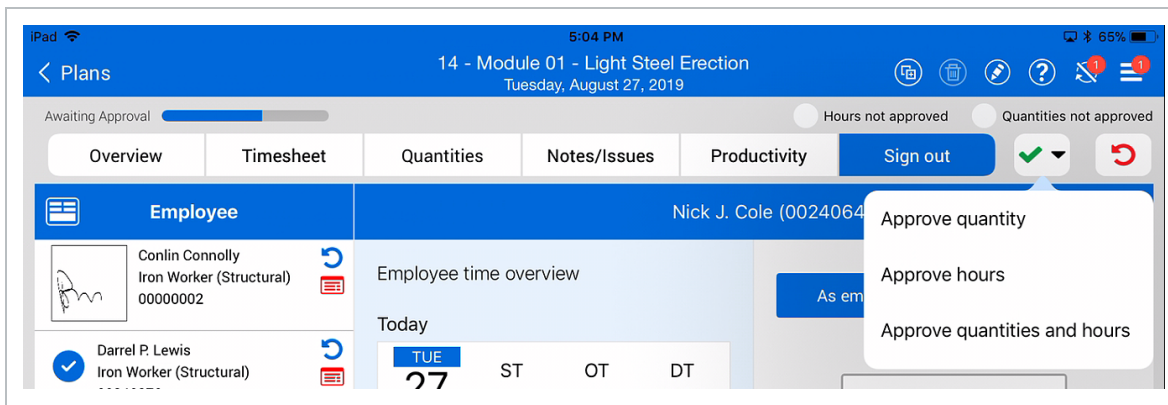 iPad 5:04 PM 65%
Plans
14 - Module 01 - Light Steel Erection
Tuesday, August 27, 2019
1 1
Awaiting Approval Hours not approved Quantities not approved
Overview Timesheet Quantities Notes/Issues Productivity Sign out
Employee
Nick J. Cole (0024064
Approve quantity
Approve hours
Approve quantities and hours
Conlin Connolly
Iron Worker (Structural)
00000002
Darrel P. Lewis
Iron Worker (Structural)
Employee time overview
As em
Today
TUE
27
ST OT DT